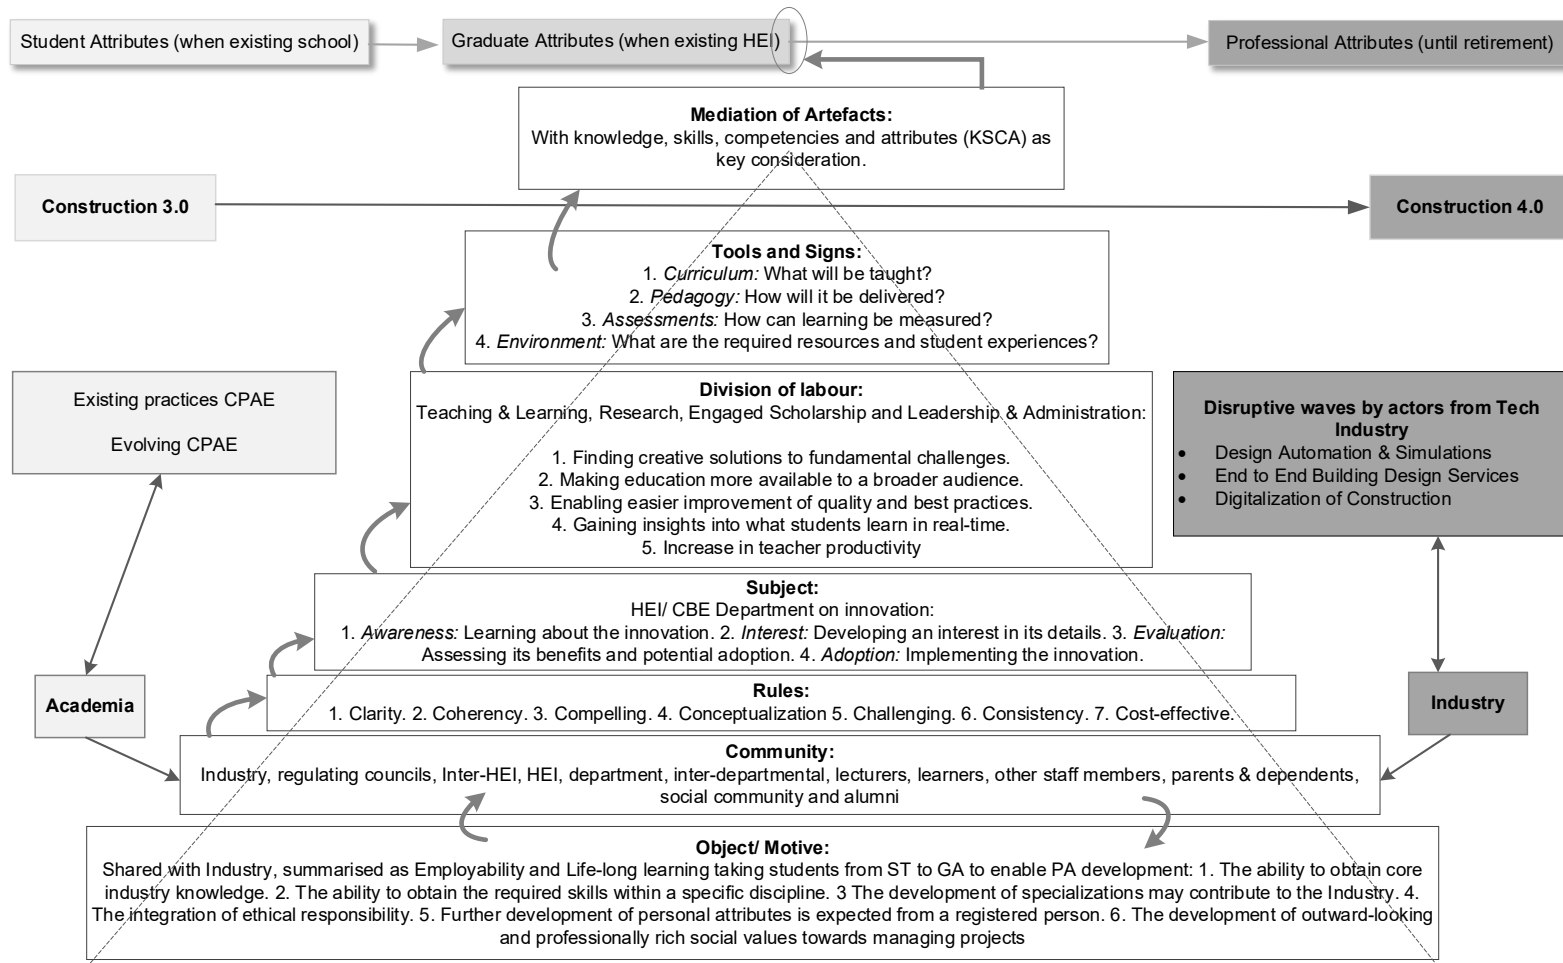 Student Attributes (when existing school)
Graduate Attributes (when existing HEI)
Professional Attributes (until retirement)
Mediation of Artefacts:
With knowledge, skills, competencies and attributes (KSCA) as
key consideration.
Construction 3.0
Construction 4.0
Tools and Signs:
1. Curriculum: What will be taught?
2. Pedagogy: How will it be delivered?
3. Assessments: How can learning be measured?
4. Environment: What are the required resources and student experiences?
Existing practices CPAE
Evolving CPAE
Division of labour:
Teaching & Learning, Research, Engaged Scholarship and Leadership & Administration:
1. Finding creative solutions to fundamental challenges.
2. Making education more available to a broader audience.
3. Enabling easier improvement of quality and best practices.
4. Gaining insights into what students learn in real-time.
5. Increase in teacher productivity
Disruptive waves by actors from Tech
Industry
• Design Automation & Simulations
• End to End Building Design Services
• Digitalization of Construction
Subject:
HEI/ CBE Department on innovation:
1. Awareness: Learning about the innovation. 2. Interest: Developing an interest in its details. 3. Evaluation:
Assessing its benefits and potential adoption. 4. Adoption: Implementing the innovation.
Academia
Industry
Rules:
1. Clarity. 2. Coherency. 3. Compelling. 4. Conceptualization 5. Challenging. 6. Consistency. 7. Cost-effective.
Community:
Industry, regulating councils, Inter-HEI, HEI, department, inter-departmental, lecturers, learners, other staff members, parents & dependents,
social community and alumni
Object/ Motive:
Shared with Industry, summarised as Employability and Life-long learning taking students from ST to GA to enable PA development: 1. The ability to obtain core
industry knowledge. 2. The ability to obtain the required skills within a specific discipline. 3 The development of specializations may contribute to the Industry. 4.
The integration of ethical responsibility. 5. Further development of personal attributes is expected from a registered person. 6. The development of outward-looking
and professionally rich social values towards managing projects